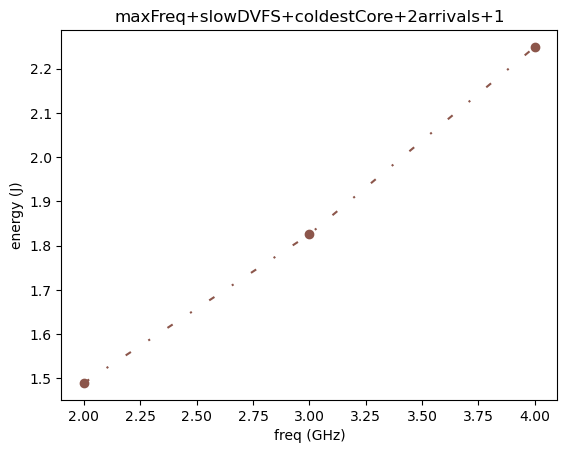 maxFreq+slowDVFS+coldestCore+2arrivals+1
2.2
2.1
2.0
1.9
1.8
1.7
1.6
1.5
energy (J)
2.00 2.25 2.50 2.75 3.00 3.25 3.50 3.75 4.00
freq (GHz)